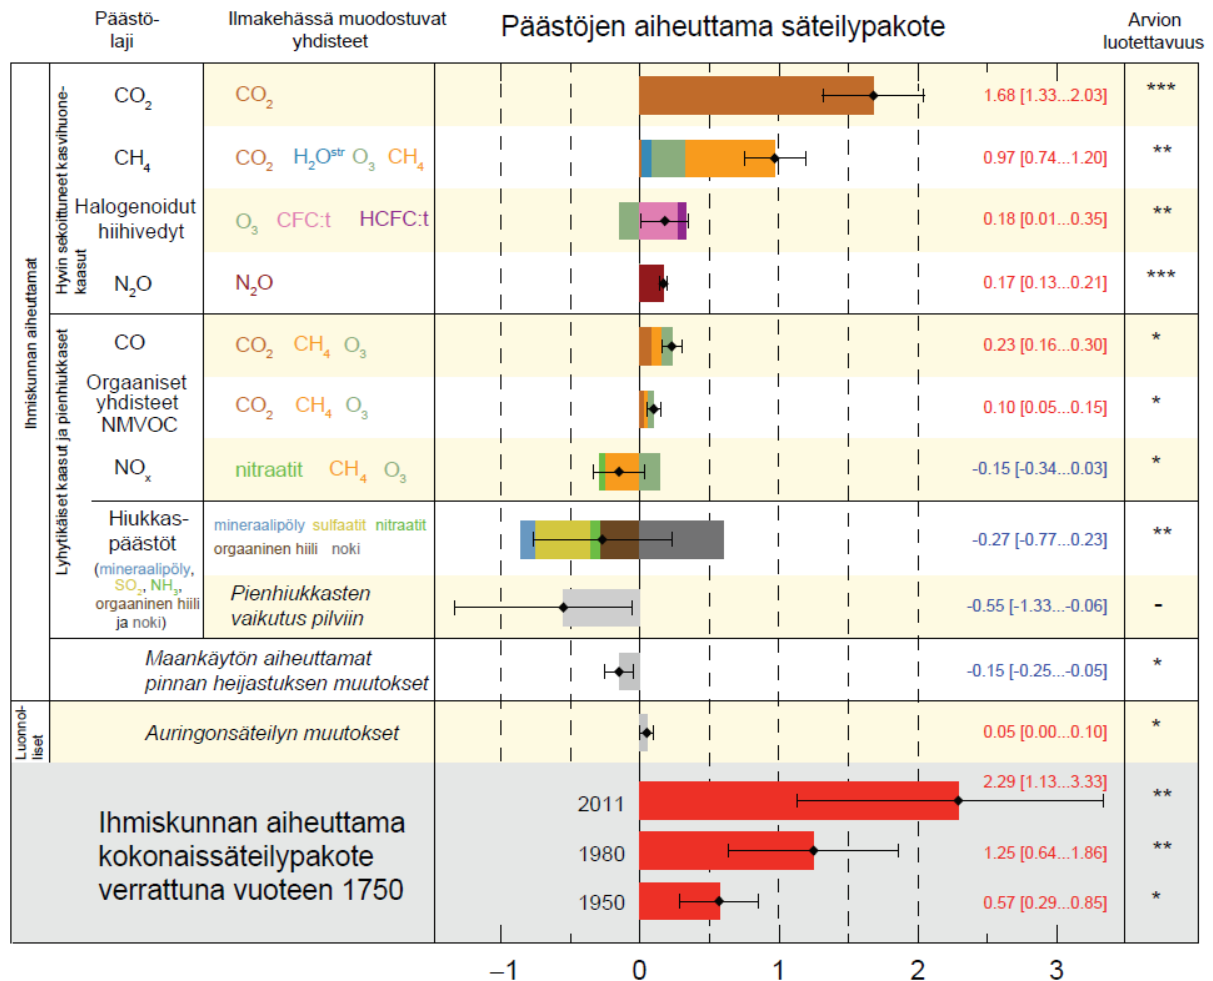 Päästö-
laji
Ilmakehässä muodostuvat
yhdisteet
Päästöjen aiheuttama säteilypakote
Arvion
luotettavuus
Ihmiskunnan aiheuttamat
Hyvin sekoittuneet kasvihuone-
kaasut
CO2
CO2
1.68 [1.33...2.03]
***
CH4
CO2 H2Ostr O3 CH4
0.97 [0.74...1.20]
**
Halogenoidut
hiihivedyt
O3 CFC:t HCFC:t
0.18 [0.01...0.35]
**
N2O
N2O
0.17 [0.13...0.21]
***
Lyhytikäiset kaasut ja pienhiukkaset
CO
CO2 CH4 O3
0.23 [0.16...0.30]
*
Orgaaniset
yhdisteet
NMVOC
CO2 CH4 O3
0.10 [0.05...0.15]
*
NOx
nitraatit CH4 O3
-0.15 [-0.34...0.03]
*
Hiukkas-
päästöt
(mineraalipöly,
SO2, NH3,
orgaaninen hiili
ja noki)
mineraalipöly sulfaatit nitraatit
orgaaninen hiili noki
-0.27 [-0.77...0.23]
**
Pienhiukkasten
vaikutus pilviin
-0.55 [-1.33...-0.06]
-
Maankäytön aiheuttamat
pinnan heijastuksen muutokset
-0.15 [-0.25...-0.05]
*
Luonnol-
liset
Auringonsäteilyn muutokset
0.05 [0.00...0.10]
*
Ihmiskunnan aiheuttama
kokonaissäteilypakote
verrattuna vuoteen 1750
2011
2.29 [1.13...3.33]
**
1980
1.25 [0.64...1.86]
**
1950
0.57 [0.29...0.85]
*
–1 0 1 2 3